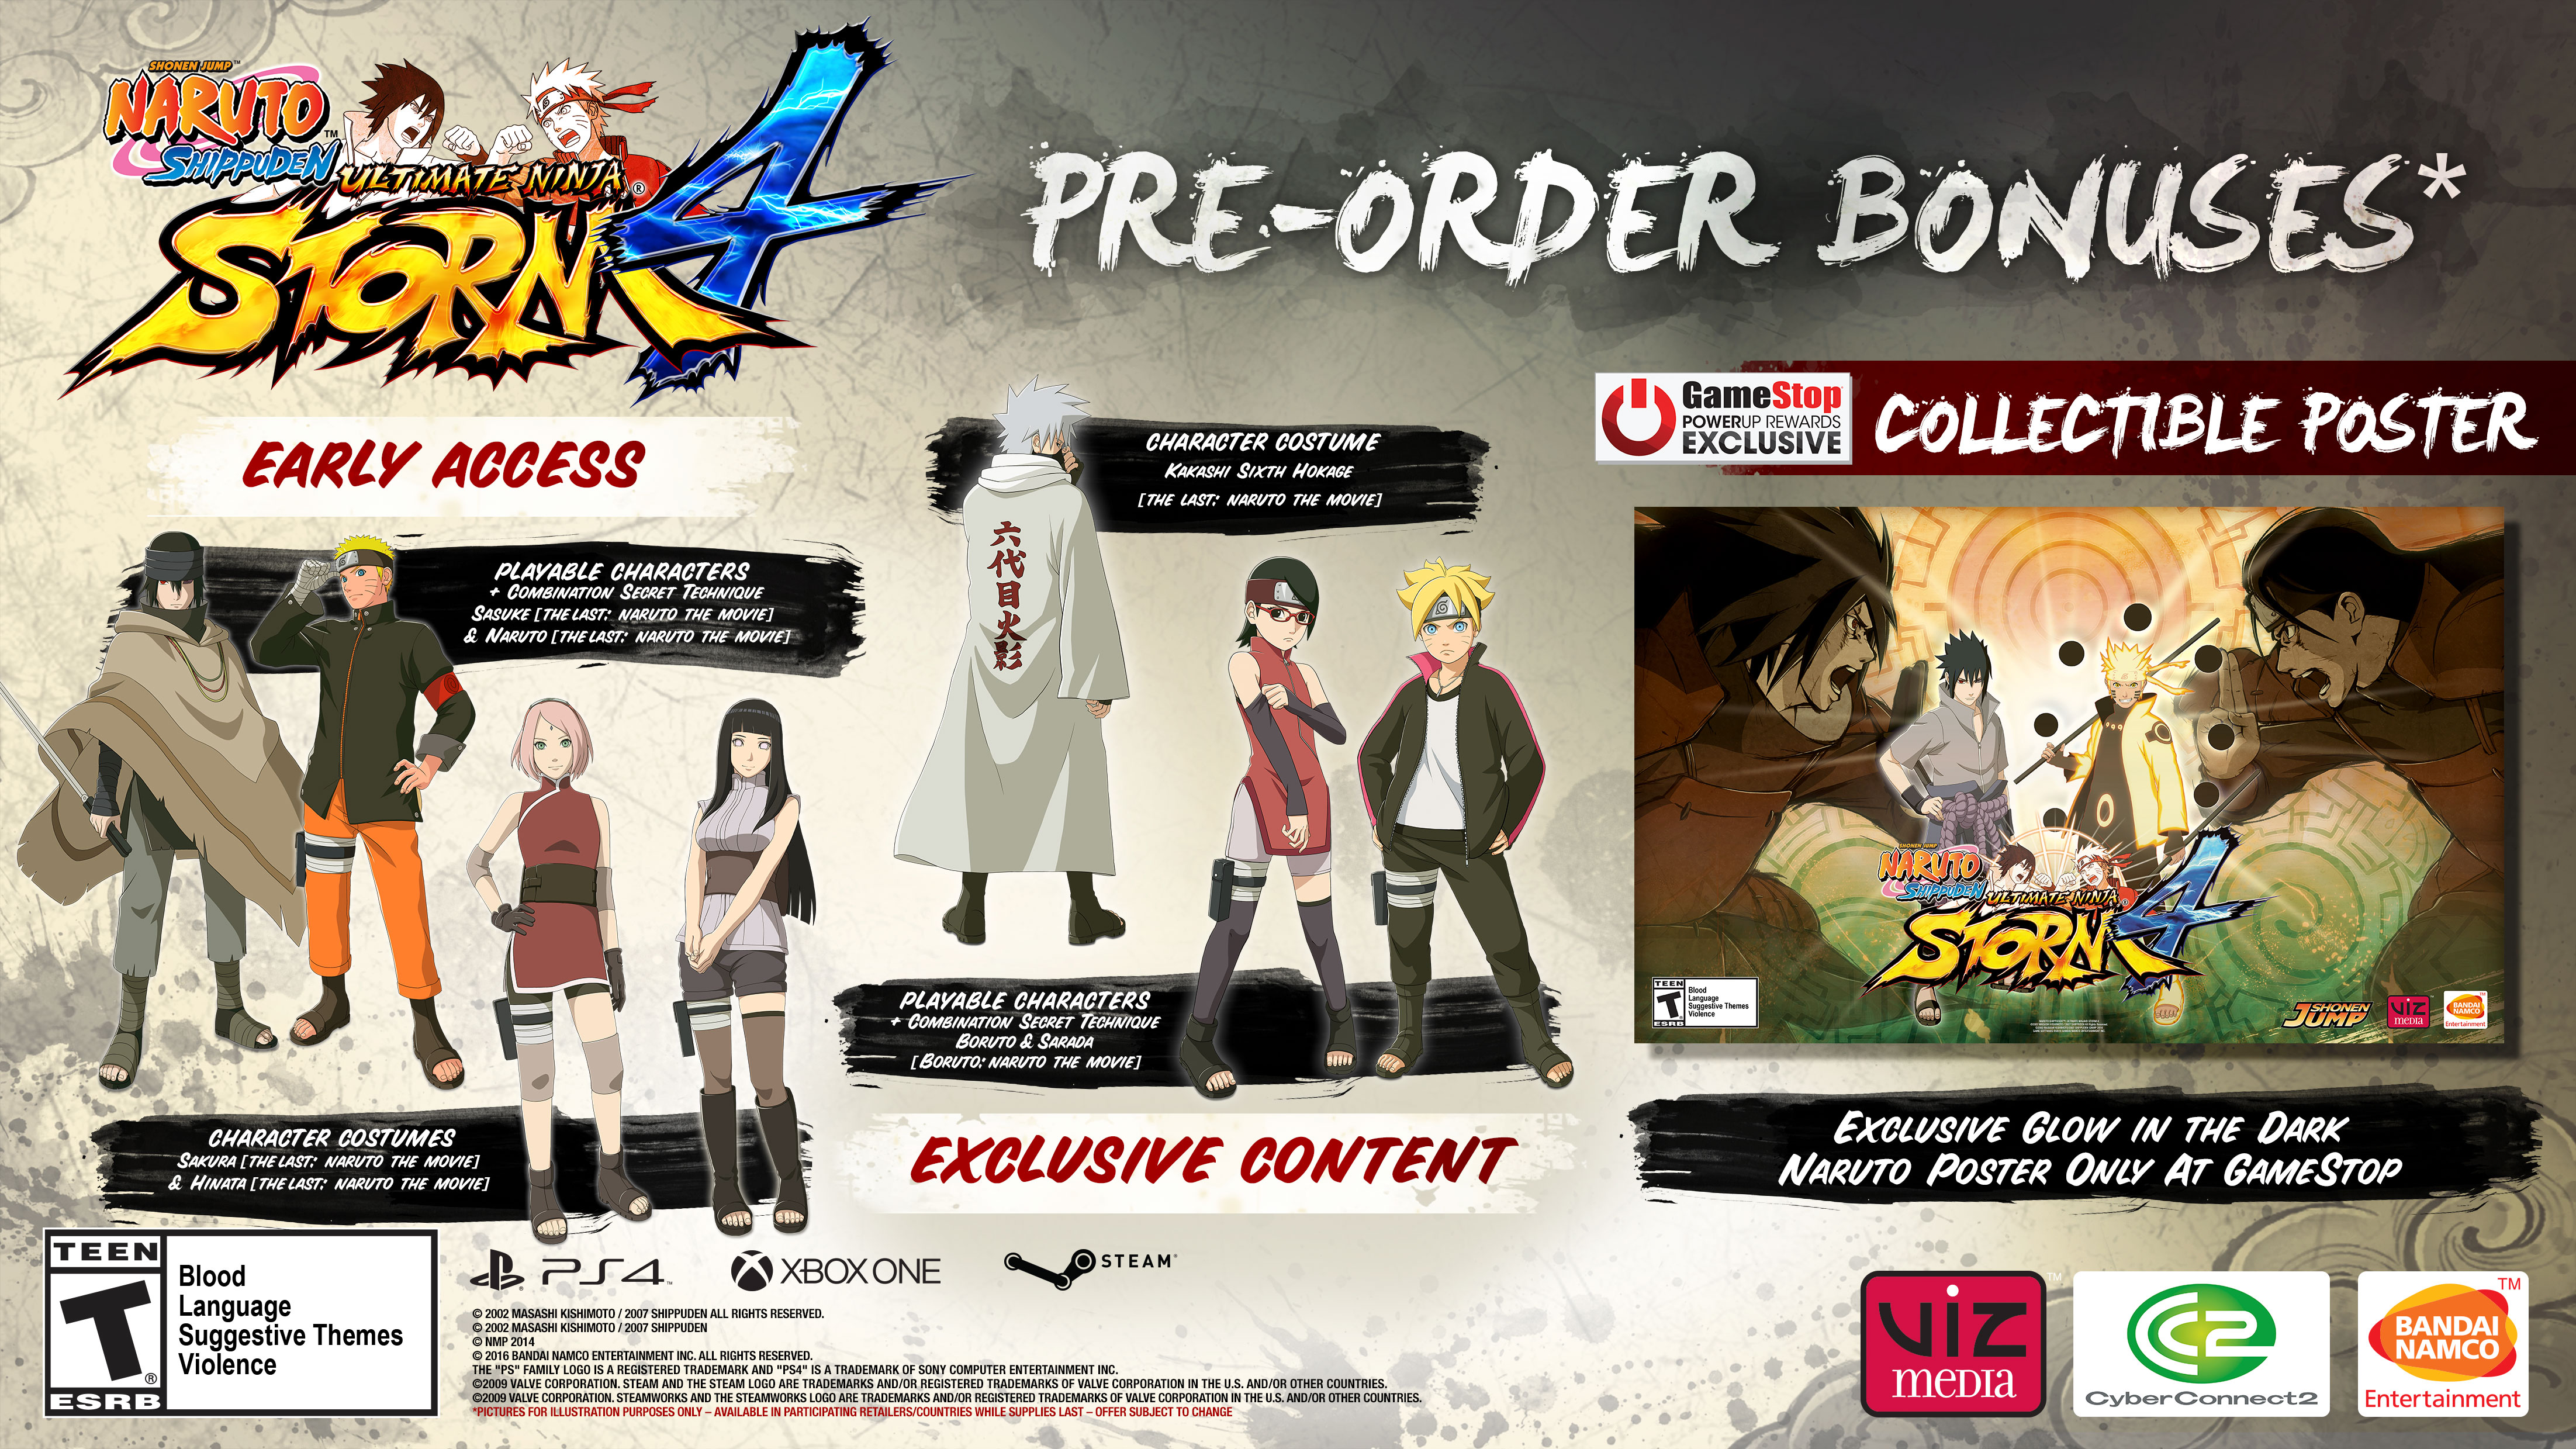 SHONEN JUMP™
NARUTO™
SHIPPUDEN
ULTIMATE NINJA®
STORM 4
PRE-ORDER BONUSES*
EARLY ACCESS
PLAYABLE CHARACTERS
+ COMBINATION SECRET TECHNIQUE
SASUKE [THE LAST: NARUTO THE MOVIE]
& NARUTO [THE LAST: NARUTO THE MOVIE]
CHARACTER COSTUMES
SAKURA [THE LAST: NARUTO THE MOVIE]
& HINATA [THE LAST: NARUTO THE MOVIE]
CHARACTER COSTUME
KAKASHI SIXTH HOKAGE
[THE LAST: NARUTO THE MOVIE]
六代目火影
PLAYABLE CHARACTERS
+ COMBINATION SECRET TECHNIQUE
BORUTO & SARADA
[BORUTO: NARUTO THE MOVIE]
EXCLUSIVE CONTENT
GameStop
POWERUP REWARDS
EXCLUSIVE
COLLECTIBLE POSTER
SHONEN JUMP
NARUTO
SHIPPUDEN
ULTIMATE NINJA
STORM 4
TEEN
T
ESRB
Blood
Language
Suggestive Themes
Violence
SHONEN
JUMP
VIZ
MEDIA
BANDAI
NAMCO
Entertainment
EXCLUSIVE GLOW IN THE DARK
NARUTO POSTER ONLY AT GAMESTOP
TEEN
T®
ESRB
Blood
Language
Suggestive Themes
Violence
PS4™
XBOX ONE
STEAM®
© 2002 MASASHI KISHIMOTO / 2007 SHIPPUDEN ALL RIGHTS RESERVED.
© 2002 MASASHI KISHIMOTO / 2007 SHIPPUDEN
© NMP 2014
© 2016 BANDAI NAMCO ENTERTAINMENT INC. ALL RIGHTS RESERVED.
THE "PS" FAMILY LOGO IS A REGISTERED TRADEMARK AND "PS4" IS A TRADEMARK OF SONY COMPUTER ENTERTAINMENT INC.
©2009 VALVE CORPORATION. STEAM AND THE STEAM LOGO ARE TRADEMARKS AND/OR REGISTERED TRADEMARKS OF VALVE CORPORATION IN THE U.S. AND/OR OTHER COUNTRIES.
©2009 VALVE CORPORATION. STEAMWORKS AND THE STEAMWORKS LOGO ARE TRADEMARKS AND/OR REGISTERED TRADEMARKS OF VALVE CORPORATION IN THE U.S. AND/OR OTHER COUNTRIES.
*PICTURES FOR ILLUSTRATION PURPOSES ONLY – AVAILABLE IN PARTICIPATING RETAILERS/COUNTRIES WHILE SUPPLIES LAST – OFFER SUBJECT TO CHANGE
VIZ
MEDIA
™
CyberConnect2
BANDAI
NAMCO
™
Entertainment